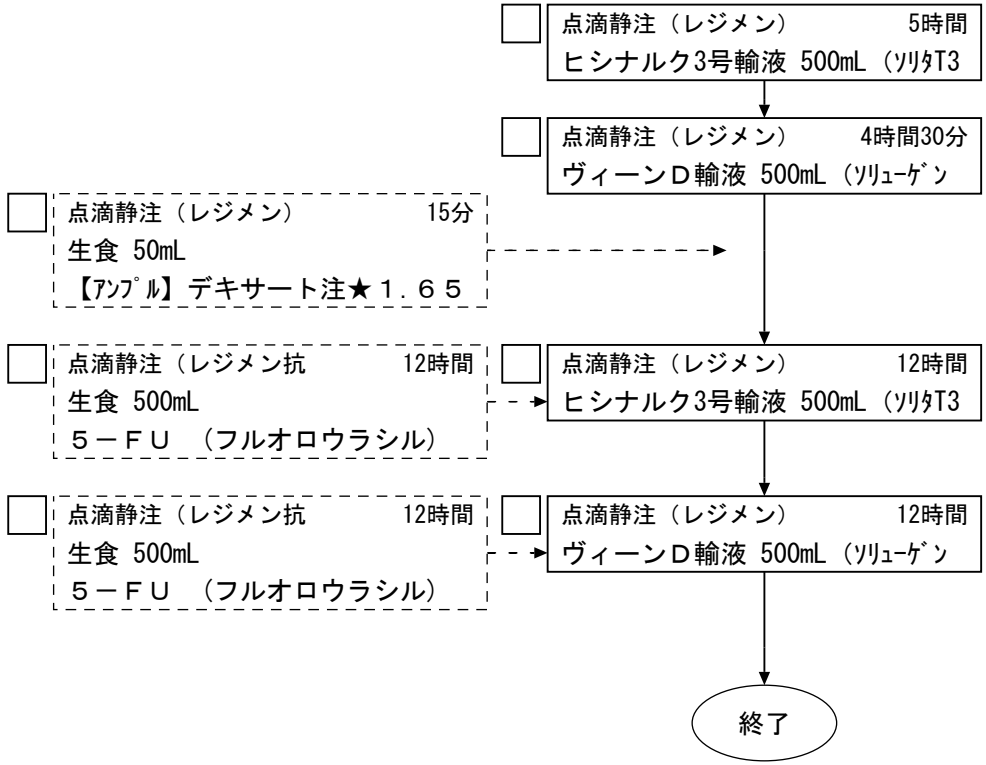 点滴静注（レジメン） 5時間
ヒシナルク3号輸液 500mL（ｿﾘﾀT3
点滴静注（レジメン） 4時間30分
ヴィーンＤ輸液 500mL（ｿﾘｭｰｹﾞﾝ
点滴静注（レジメン） 15分
生食 50mL
【ｱﾝﾌﾟﾙ】デキサート注★１.６５
点滴静注（レジメン抗 12時間
生食 500mL
５－ＦＵ （フルオロウラシル）
点滴静注（レジメン） 12時間
ヒシナルク3号輸液 500mL（ｿﾘﾀT3
点滴静注（レジメン抗 12時間
生食 500mL
５－ＦＵ （フルオロウラシル）
点滴静注（レジメン） 12時間
ヴィーンＤ輸液 500mL（ｿﾘｭｰｹﾞﾝ
終了